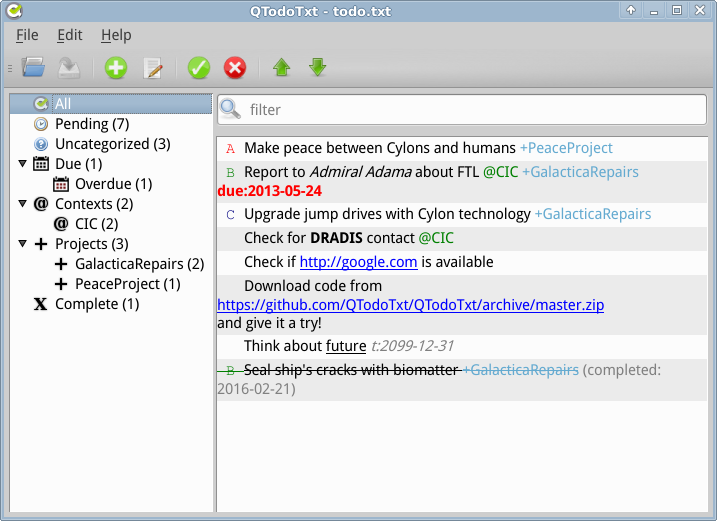 QTodoTxt - todo.txt
File Edit Help
All
Pending (7)
Uncategorized (3)
Due (1)
Overdue (1)
Contexts (2)
CIC (2)
Projects (3)
GalacticaRepairs (2)
PeaceProject (1)
Complete (1)
filter
A Make peace between Cylons and humans +PeaceProject
B Report to Admiral Adama about FTL @CIC +GalacticaRepairs
due:2013-05-24
C Upgrade jump drives with Cylon technology +GalacticaRepairs
Check for DRADIS contact @CIC
Check if http://google.com is available
Download code from
https://github.com/QTodoTxt/QTodoTxt/archive/master.zip
and give it a try!
Think about future t:2099-12-31
B Seal ship's cracks with biomatter +GalacticaRepairs (completed:
2016-02-21)